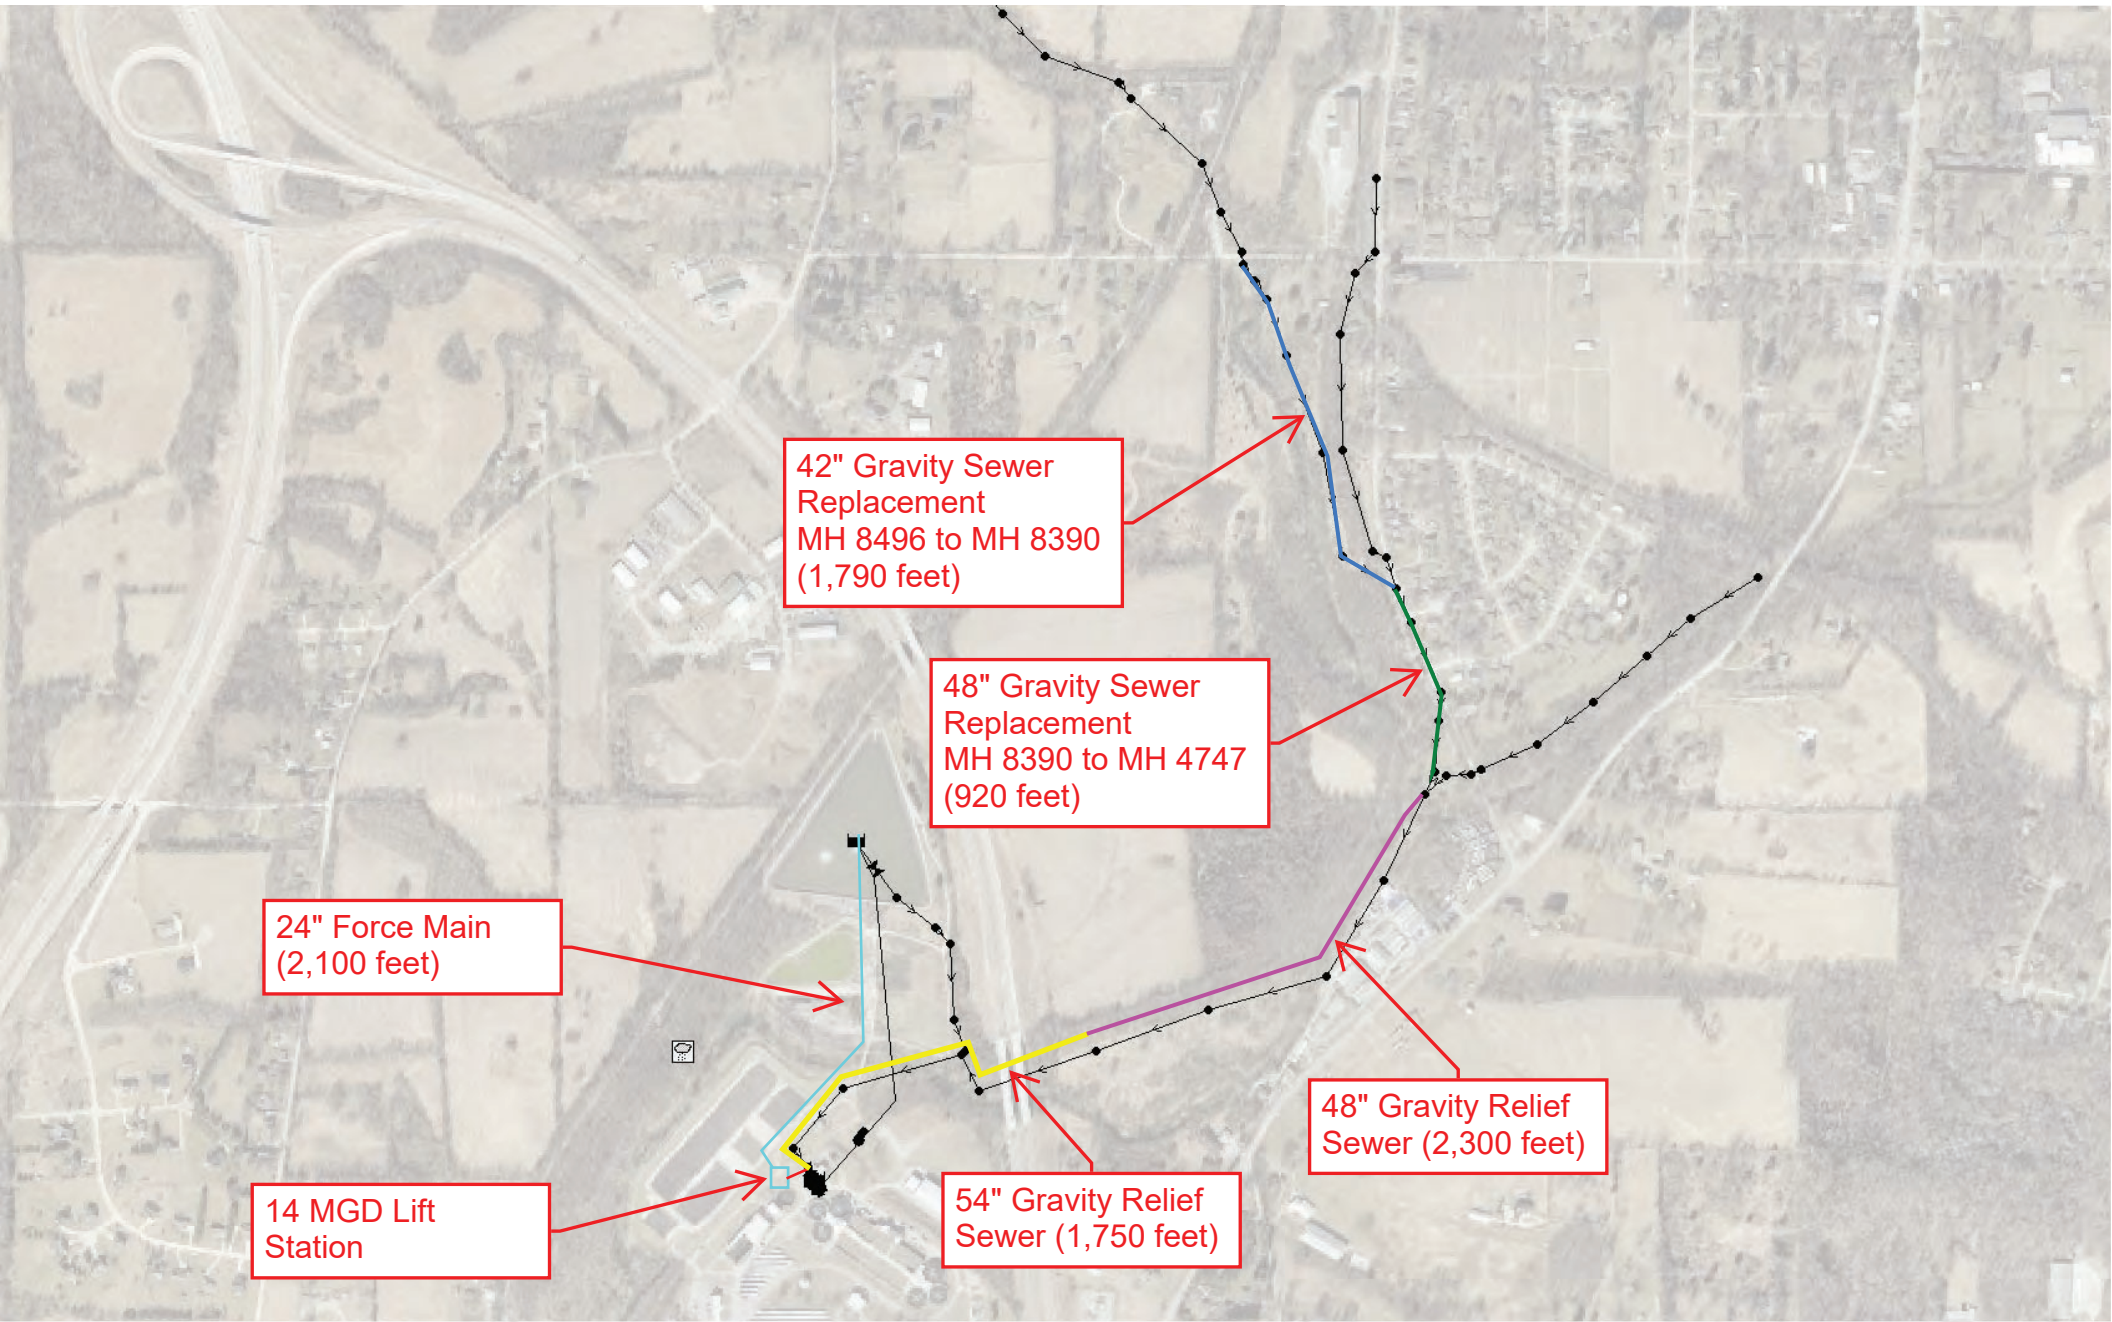 42" Gravity Sewer
Replacement
MH 8496 to MH 8390
(1,790 feet)
48" Gravity Sewer
Replacement
MH 8390 to MH 4747
(920 feet)
24" Force Main
(2,100 feet)
48" Gravity Relief
Sewer (2,300 feet)
54" Gravity Relief
Sewer (1,750 feet)
14 MGD Lift
Station